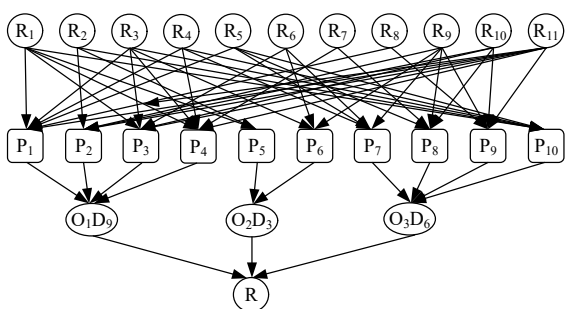 R1 R2 R3 R4 R5 R6 R7 R8 R9 R10 R11
P1 P2 P3 P4 P5 P6 P7 P8 P9 P10
O1D9 O2D3 O3D6
R